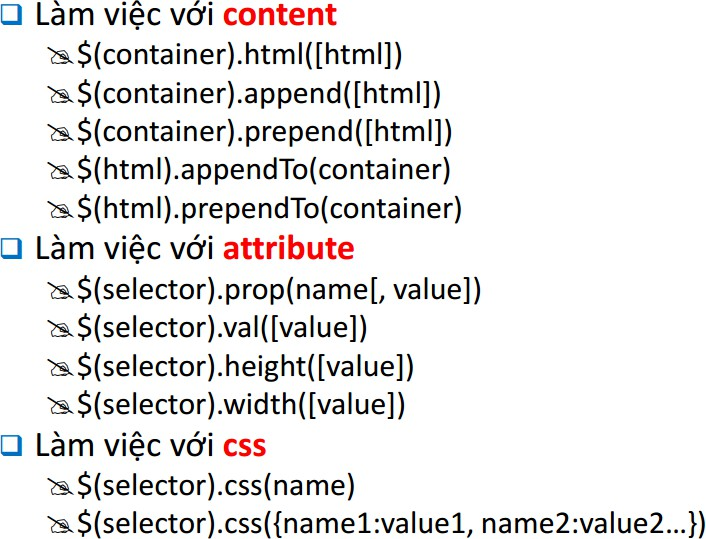 Làm việc với content
$(container).html([html])
$(container).append([html])
$(container).prepend([html])
$(html).appendTo(container)
$(html).prependTo(container)
Làm việc với attribute
$(selector).prop(name[, value])
$(selector).val([value])
$(selector).height([value])
$(selector).width([value])
Làm việc với css
$(selector).css(name)
$(selector).css({name1:value1, name2:value2…})